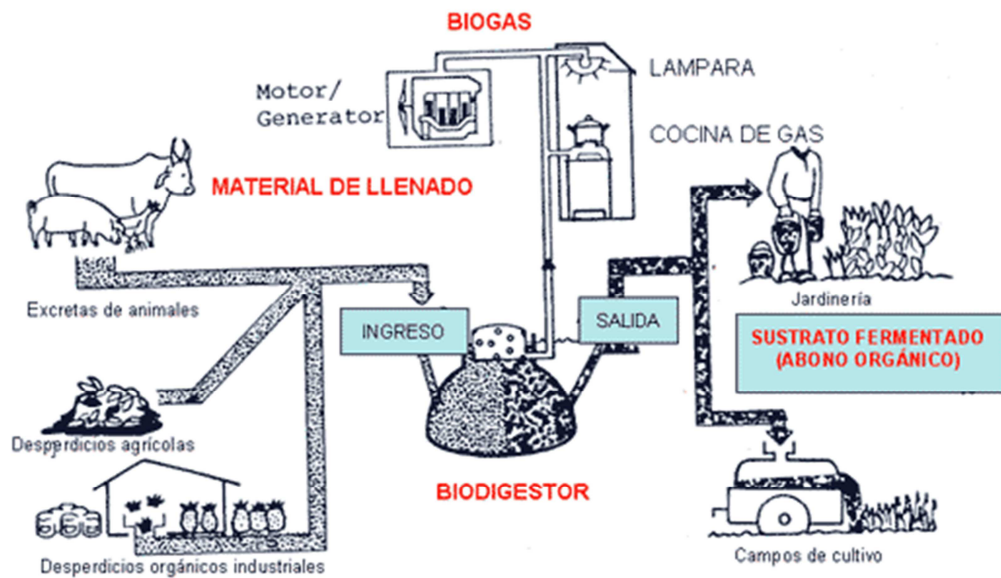 BIOGAS
LAMPARA
Motor/
Generator
COCINA DE GAS
MATERIAL DE LLENADO
Excretas de animales
INGRESO
SALIDA
Jardinería
SUSTRATO FERMENTADO
(ABONO ORGÁNICO)
Desperdicios agrícolas
BIODIGESTOR
Desperdicios orgánicos industriales
Campos de cultivo